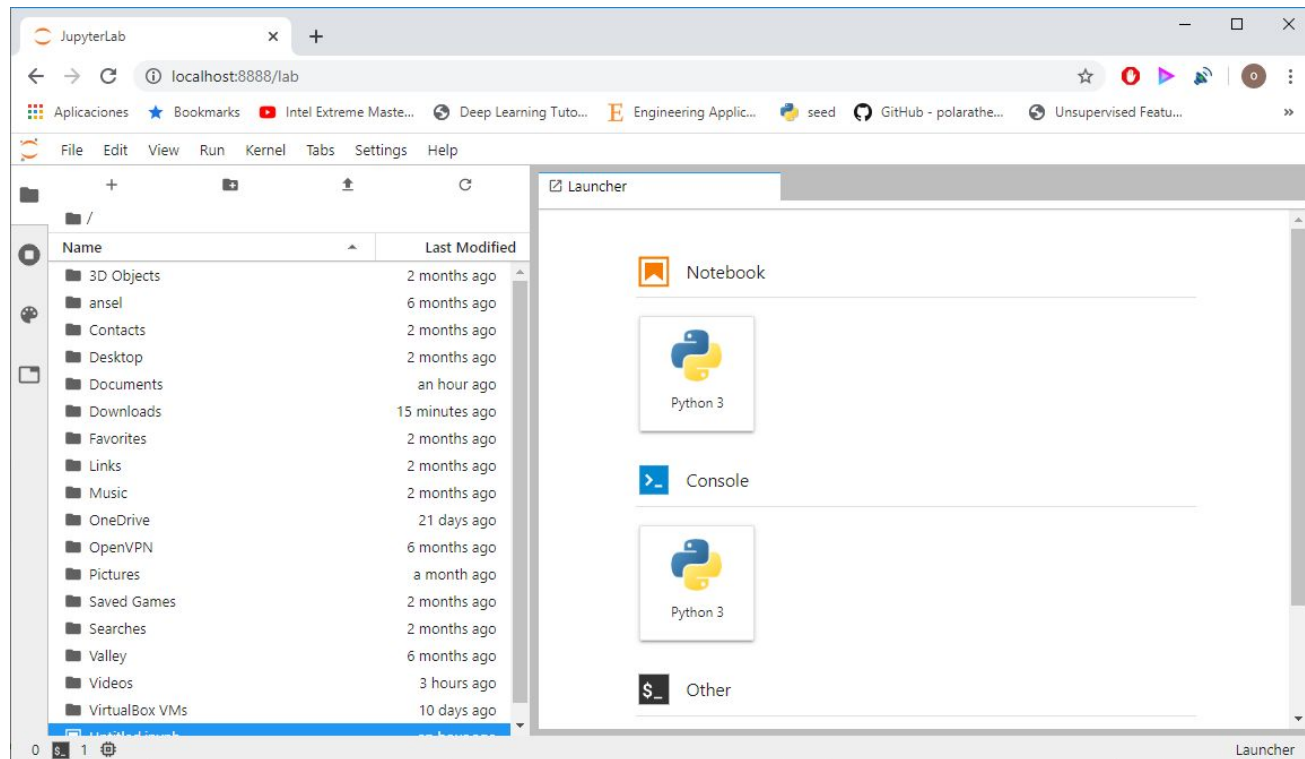 JupyterLab
localhost:8888/lab
O
Aplicaciones Bookmarks Intel Extreme Maste... Deep Learning Tuto... E Engineering Applic... seed GitHub - polarathe... Unsupervised Featu... »
File Edit View Run Kernel Tabs Settings Help
Launcher
/
Name Last Modified
3D Objects 2 months ago
ansel 6 months ago
Contacts 2 months ago
Desktop 2 months ago
Documents an hour ago
Downloads 15 minutes ago
Favorites 2 months ago
Links 2 months ago
Music 2 months ago
OneDrive 21 days ago
OpenVPN 6 months ago
Pictures a month ago
Saved Games 2 months ago
Searches 2 months ago
Valley 6 months ago
Videos 3 hours ago
VirtualBox VMs 10 days ago
Untitled.ipynb an hour ago
Notebook
Python 3
>_ Console
Python 3
$_ Other
0 $_ 1 Launcher